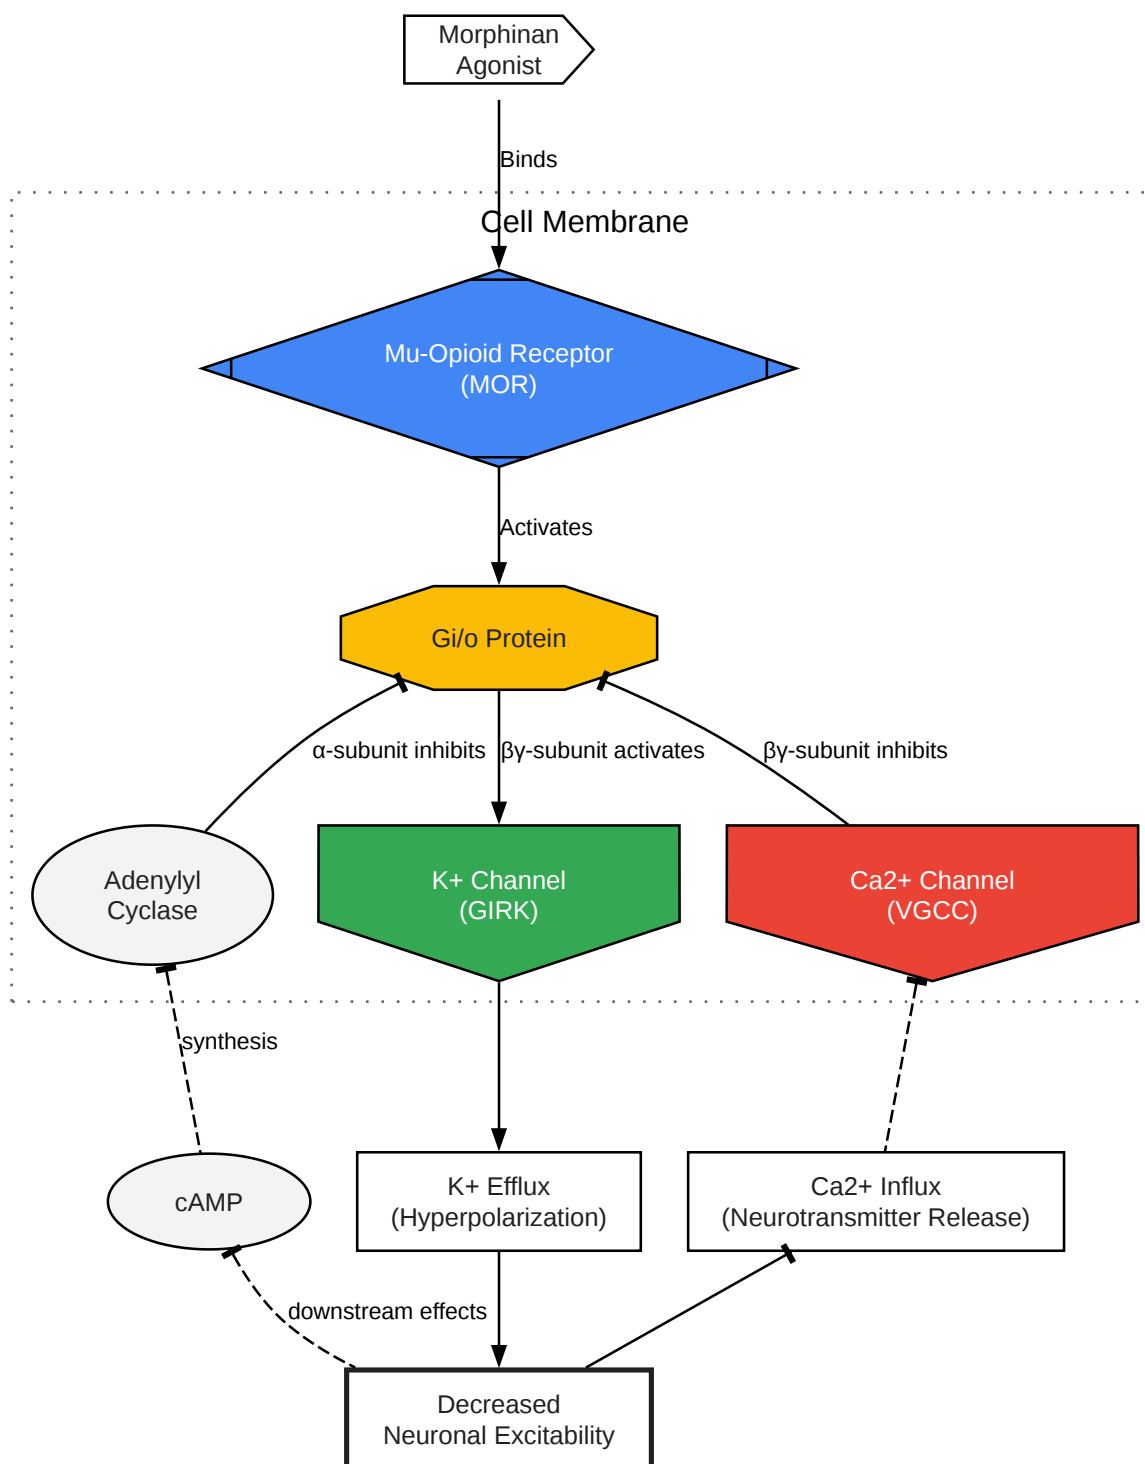 Morphinan
Agonist
Binds
Cell Membrane
Mu-Opioid Receptor
(MOR)
Activates
Gi/o Protein
α-subunit inhibits
βγ-subunit activates
βγ-subunit inhibits
Adenylyl
Cyclase
K+ Channel
(GIRK)
Ca2+ Channel
(VGCC)
synthesis
cAMP
K+ Efflux
(Hyperpolarization)
Ca2+ Influx
(Neurotransmitter Release)
downstream effects
Decreased
Neuronal Excitability